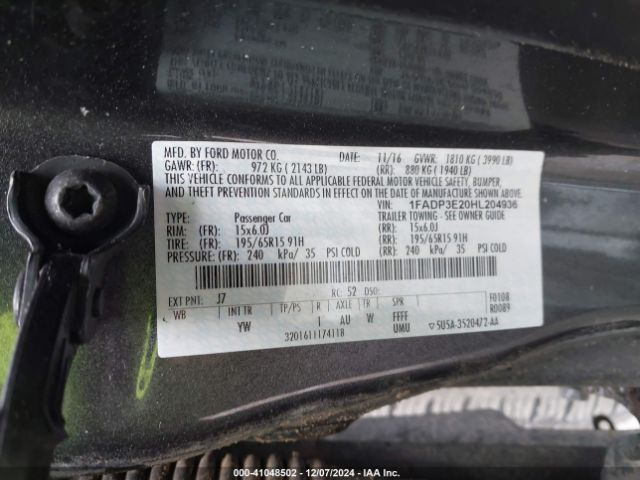 MFD. BY FORD MOTOR CO.
DATE: 11/16 GVWR: 1810 KG ( 3990 LB)
GAWR: (FR): 972 KG ( 2143 LB) (RR): 880 KG ( 1940 LB)
THIS VEHICLE CONFORMS TO ALL APPLICABLE FEDERAL MOTOR VEHICLE SAFETY, BUMPER,
AND THEFT PREVENTION STANDARDS IN EFFECT ON THE DATE OF MANUFACTURE SHOWN ABOVE.
VIN: 1FADP3E20HL204936
TYPE: Passenger Car TRAILER TOWING - SEE OWNER GUIDE
RIM: (FR): 15x6.0J (RR): 15x6.0J
TIRE: (FR): 195/65R15 91H (RR): 195/65R15 91H
PRESSURE: (FR): 240 kPa/ 35 PSI COLD (RR): 240 kPa/ 35 PSI COLD
EXT PNT: J7 RC: 52 DSO: F0108
WB INT TR TP/PS R AXLE TR SPR R0089
YW 1 AU W FFFF
3201611174118 UMU 5U5A-3520472-AA
000-41048502 - 12/07/2024 - IAA Inc.